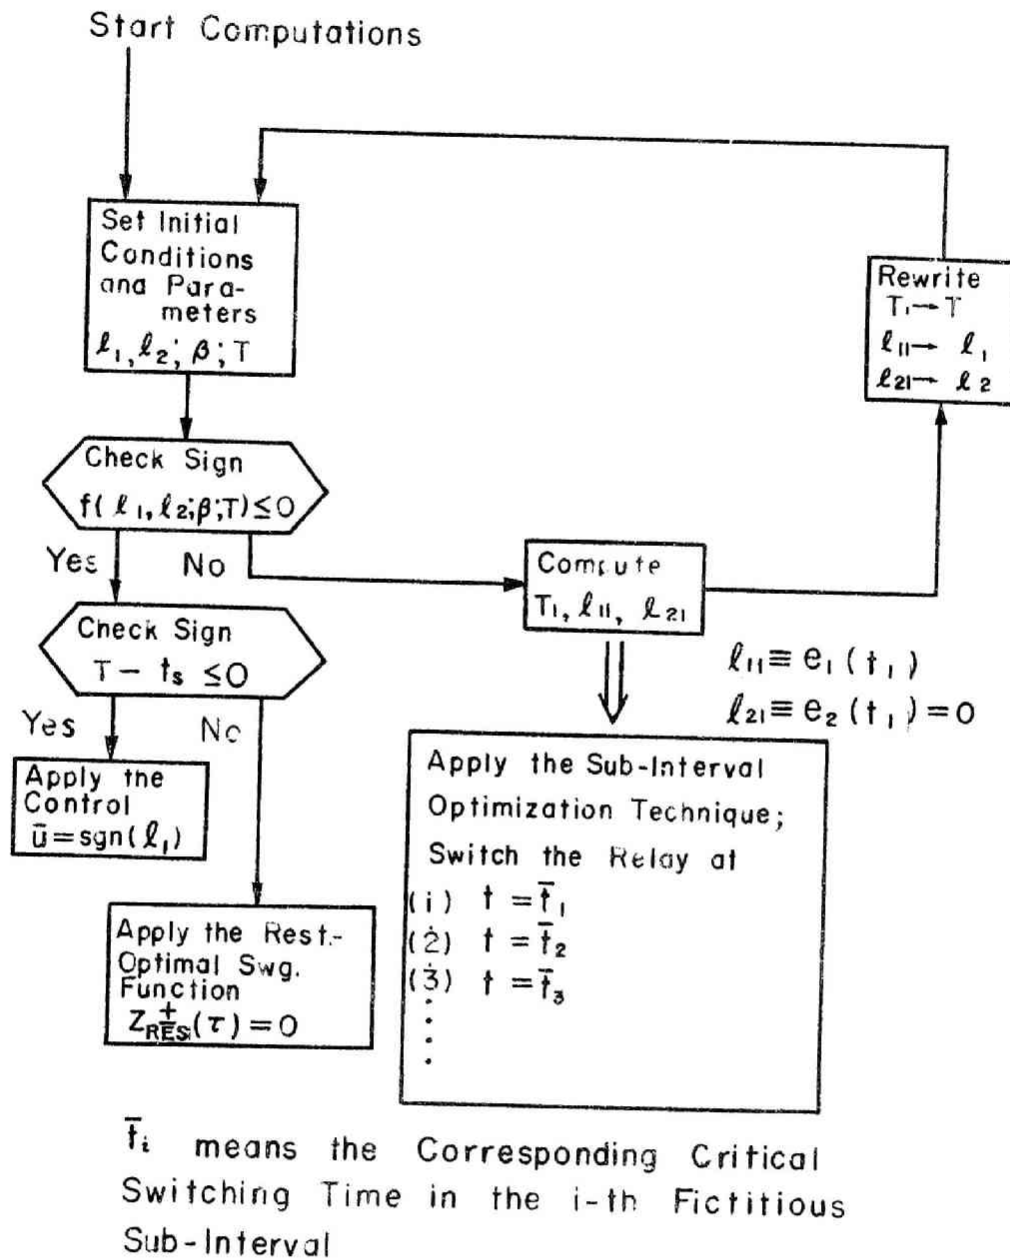 Start Computations
Set Initial
Conditions
and Para-
meters
ℓ₁, ℓ₂; β; T
Rewrite
T₁→T
ℓ₁₁→ ℓ₁
ℓ₂₁→ ℓ₂
Check Sign
f(ℓ₁, ℓ₂; β; T) ≤ 0
Yes
No
Compute
T₁, ℓ₁₁, ℓ₂₁
Check Sign
T − tₛ ≤ 0
ℓ₁₁ ≡ e₁(t₁)
ℓ₂₁ ≡ e₂(t₁) = 0
Yes
No
Apply the
Control
ū = sgn(ℓ₁)
Apply the Sub-Interval
Optimization Technique;
Switch the Relay at
(1) t = t̄₁
(2) t = t̄₂
(3) t = t̄₃
Apply the Rest.-
Optimal Swg.
Function
Z±RES(τ) = 0
t̄ᵢ means the Corresponding Critical
Switching Time in the i-th Fictitious
Sub-Interval